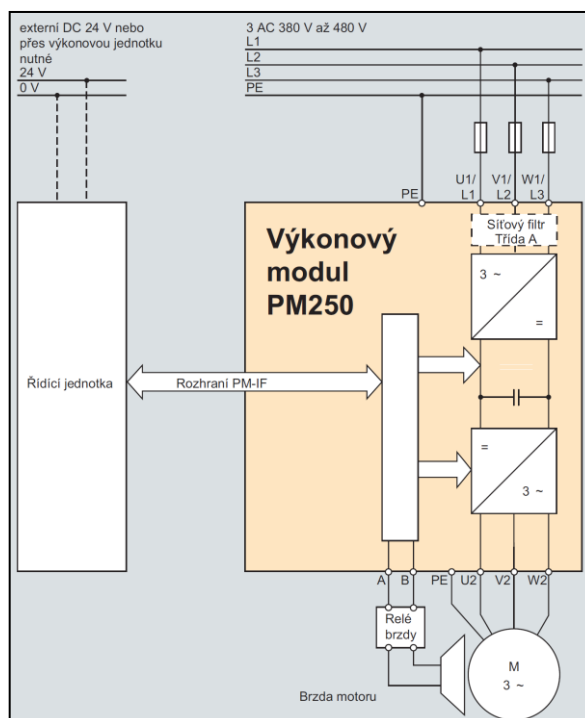 externí DC 24 V nebo
přes výkonovou jednotku
nutné
24 V
0 V
3 AC 380 V až 480 V
L1
L2
L3
PE
PE
U1/
L1
V1/
L2
W1/
L3
Síťový filtr
Třída A
Výkonový
modul
PM250
3 ~
=
Řídící jednotka
Rozhraní PM-IF
=
3 ~
A
B
PE
U2
V2
W2
Relé
brzdy
M
3 ~
Brzda motoru